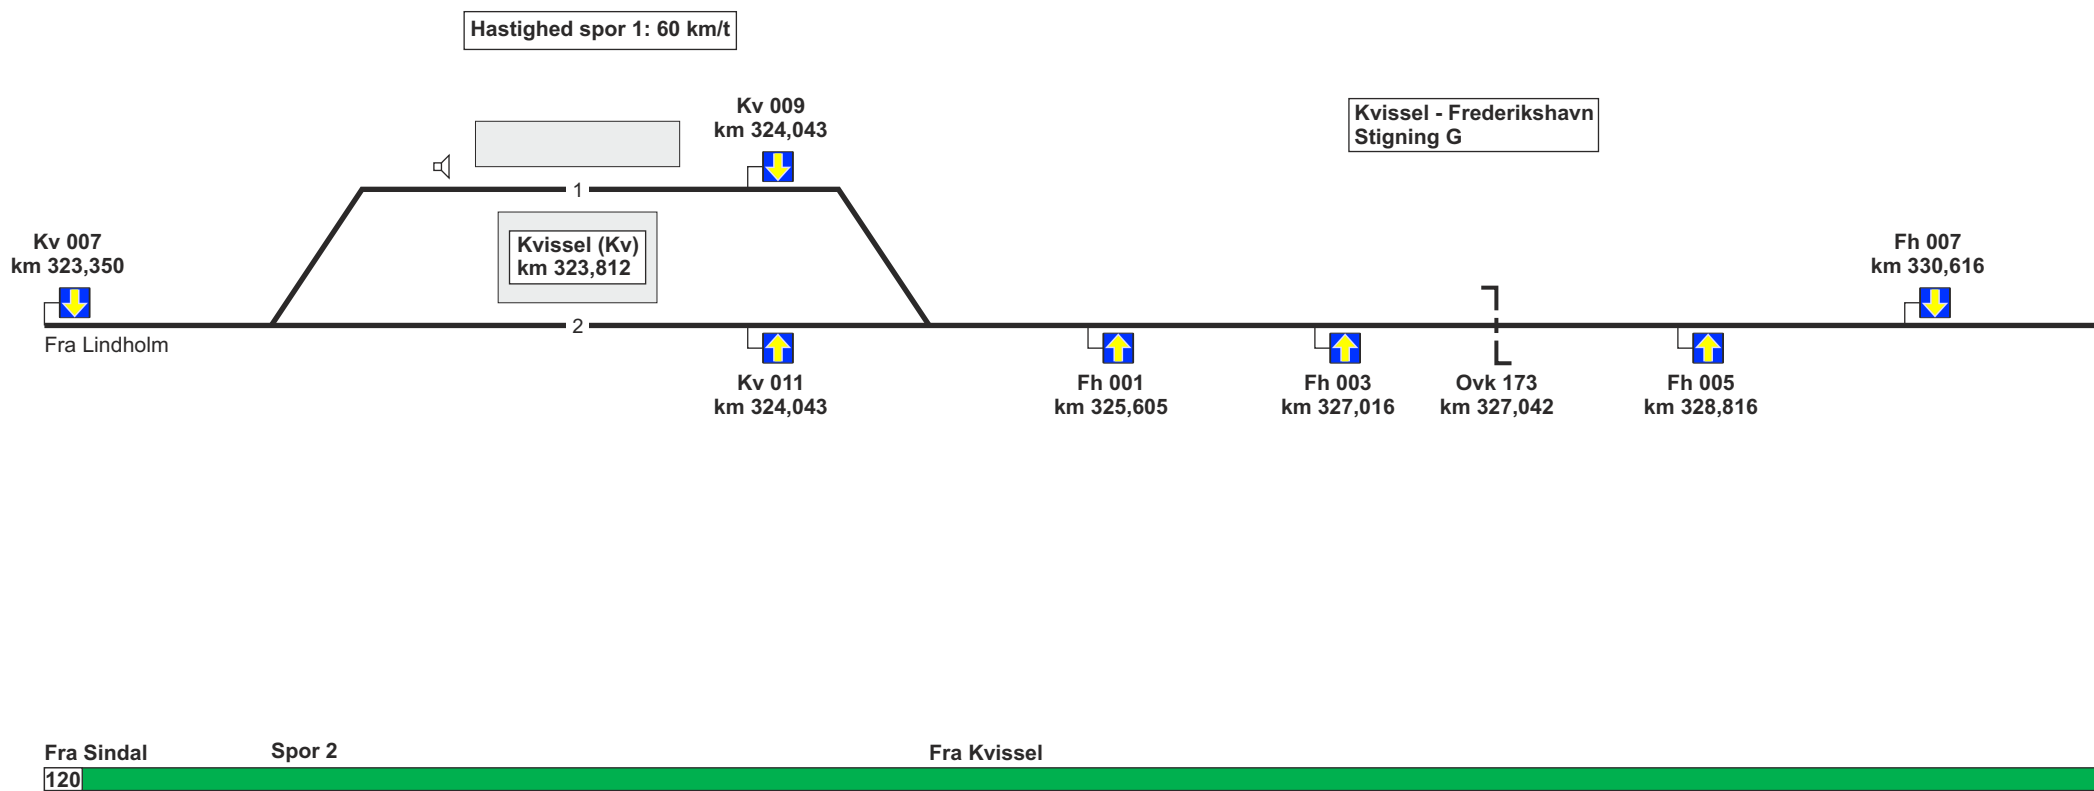 Hastighed spor 1: 60 km/t
Kv 009
km 324,043
Kvissel - Frederikshavn
Stigning G
1
Kv 007
km 323,350
Kvissel (Kv)
km 323,812
Fh 007
km 330,616
2
Fra Lindholm
Kv 011
km 324,043
Fh 001
km 325,605
Fh 003
km 327,016
Ovk 173
km 327,042
Fh 005
km 328,816
Fra Sindal
Spor 2
Fra Kvissel
120